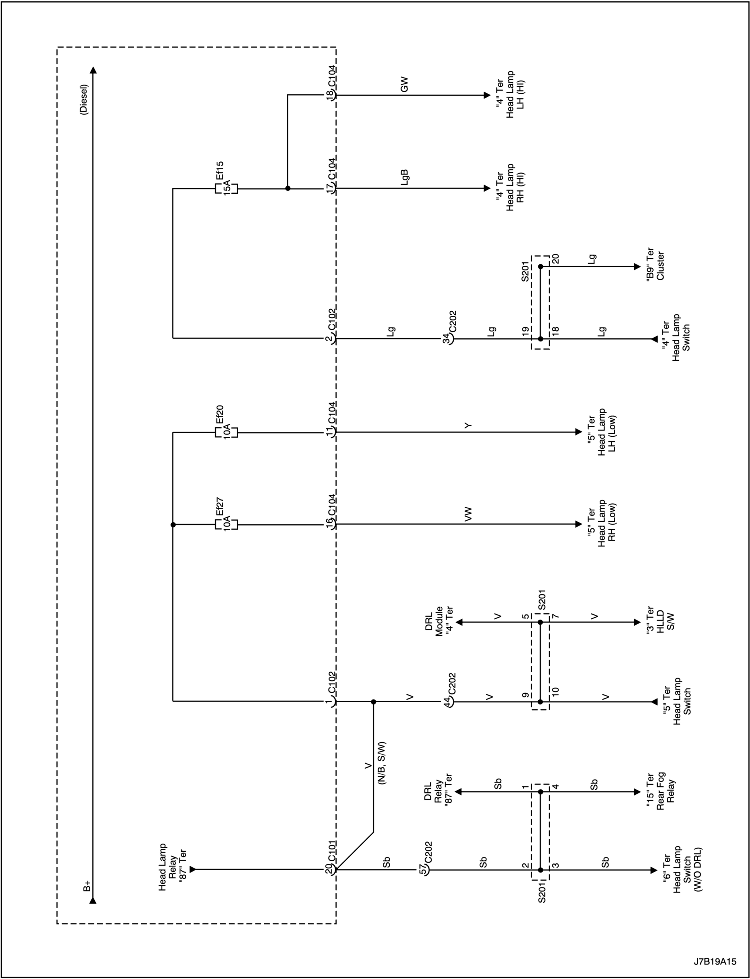 (Diesel)
B+
Ef15
15A
18
C104
GW
"4" Ter
Head Lamp
LH (HI)
17
C104
LgB
"4" Ter
Head Lamp
RH (HI)
S201
20
Lg
"B9" Ter
Cluster
2
C102
Lg
34
C202
Lg
19
18
Lg
"4" Ter
Head Lamp
Switch
Ef20
10A
11
C104
Y
"5" Ter
Head Lamp
LH (Low)
Ef27
10A
16
C104
VW
"5" Ter
Head Lamp
RH (Low)
DRL
Module
"4" Ter
V
5
S201
7
V
"3" Ter
HLLD
S/W
1
C102
V
44
C202
V
9
10
V
"5" Ter
Head Lamp
Switch
V
(N/B, S/W)
DRL
Relay
"87" Ter
Sb
1
4
Sb
"15" Ter
Rear Fog
Relay
Head Lamp
Relay
"87" Ter
29
C101
Sb
57
C202
Sb
2
S201
3
Sb
"6" Ter
Head Lamp
Switch
(W/O DRL)
J7B19A15